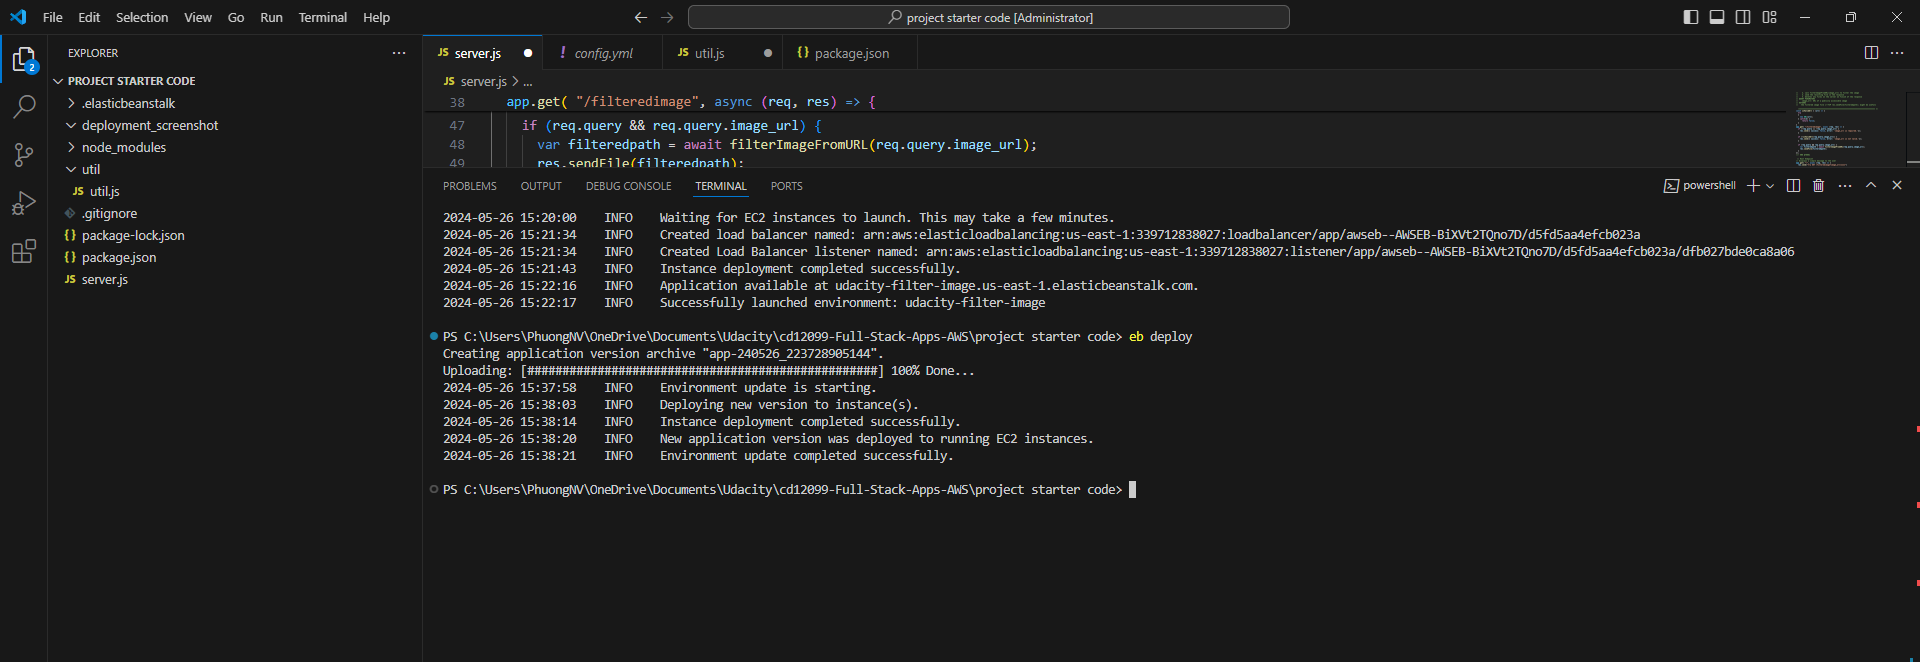 File Edit Selection View Go Run Terminal Help
project starter code [Administrator]
EXPLORER
PROJECT STARTER CODE
.elasticbeanstalk
deployment_screenshot
node_modules
util
JS util.js
.gitignore
{} package-lock.json
{} package.json
JS server.js
2
JS server.js
! config.yml
JS util.js
{} package.json
JS server.js > ...
38 app.get( "/filteredimage", async (req, res) => {
47 if (req.query && req.query.image_url) {
48 var filteredpath = await filterImageFromURL(req.query.image_url);
49 res.sendFile(filteredpath);
PROBLEMS OUTPUT DEBUG CONSOLE TERMINAL PORTS
powershell
2024-05-26 15:20:00 INFO Waiting for EC2 instances to launch. This may take a few minutes.
2024-05-26 15:21:34 INFO Created load balancer named: arn:aws:elasticloadbalancing:us-east-1:339712838027:loadbalancer/app/awseb--AWSEB-BiXVt2TQno7D/d5fd5aa4efcb023a
2024-05-26 15:21:34 INFO Created Load Balancer listener named: arn:aws:elasticloadbalancing:us-east-1:339712838027:listener/app/awseb--AWSEB-BiXVt2TQno7D/d5fd5aa4efcb023a/dfb027bde0ca8a06
2024-05-26 15:21:43 INFO Instance deployment completed successfully.
2024-05-26 15:22:16 INFO Application available at udacity-filter-image.us-east-1.elasticbeanstalk.com.
2024-05-26 15:22:17 INFO Successfully launched environment: udacity-filter-image
PS C:\Users\PhuongNV\OneDrive\Documents\Udacity\cd12099-Full-Stack-Apps-AWS\project starter code> eb deploy
Creating application version archive "app-240526_223728905144".
Uploading: [##################################################] 100% Done...
2024-05-26 15:37:58 INFO Environment update is starting.
2024-05-26 15:38:03 INFO Deploying new version to instance(s).
2024-05-26 15:38:14 INFO Instance deployment completed successfully.
2024-05-26 15:38:20 INFO New application version was deployed to running EC2 instances.
2024-05-26 15:38:21 INFO Environment update completed successfully.
PS C:\Users\PhuongNV\OneDrive\Documents\Udacity\cd12099-Full-Stack-Apps-AWS\project starter code>